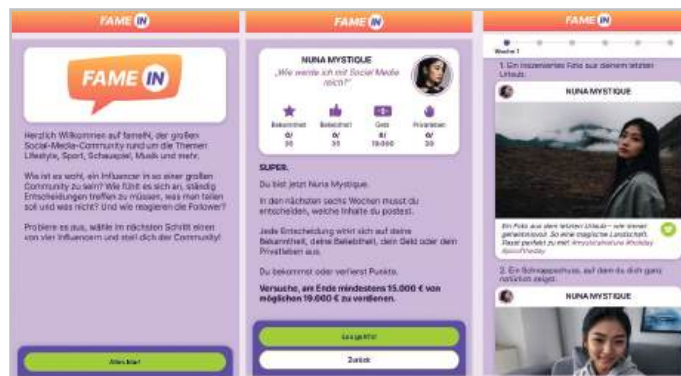 FAME IN
FAME IN
Herzlich Willkommen auf fameIN, der großen
Social-Media-Community rund um die Themen
Lifestyle, Sport, Schauspiel, Musik und mehr.
Wie ist es wohl, ein Influencer in so einer großen
Community zu sein? Wie fühlt es sich an, ständig
Entscheidungen treffen zu müssen, was man teilen
soll und was nicht? Und wie reagieren die Follower?
Probiere es aus, wähle im nächsten Schritt einen
von vier Influencern und stell dich der Community!
Alles klar!
FAME IN
NUNA MYSTIQUE
„Wie werde ich mit Social Media
reich?"
Bekanntheit Beliebtheit Geld Privatleben
0/ 0/ 0/
19.000
SUPER.
Du bist jetzt Nuna Mystique.
In den nächsten sechs Wochen musst du
entscheiden, welche Inhalte du postest.
Jede Entscheidung wirkt sich auf deine
Bekanntheit, deine Beliebtheit, dein Geld oder dein
Privatleben aus.
Du bekommst oder verlierst Punkte.
Versuche, am Ende mindestens 15.000 € von
möglichen 19.000 € zu verdienen.
Los geht's!
Zurück
FAME IN
Woche 1
1. Ein inszeniertes Foto aus deinem letzten
Urlaub.
NUNA MYSTIQUE
Ein Foto aus dem letzten Urlaub – wie immer
geheimnisvoll. So eine magische Landschaft.
Passt perfekt zu mir! #mysticalnature #holiday
#picoftheday
2. Ein Schnappschuss, auf dem du dich ganz
natürlich zeigst.
NUNA MYSTIQUE